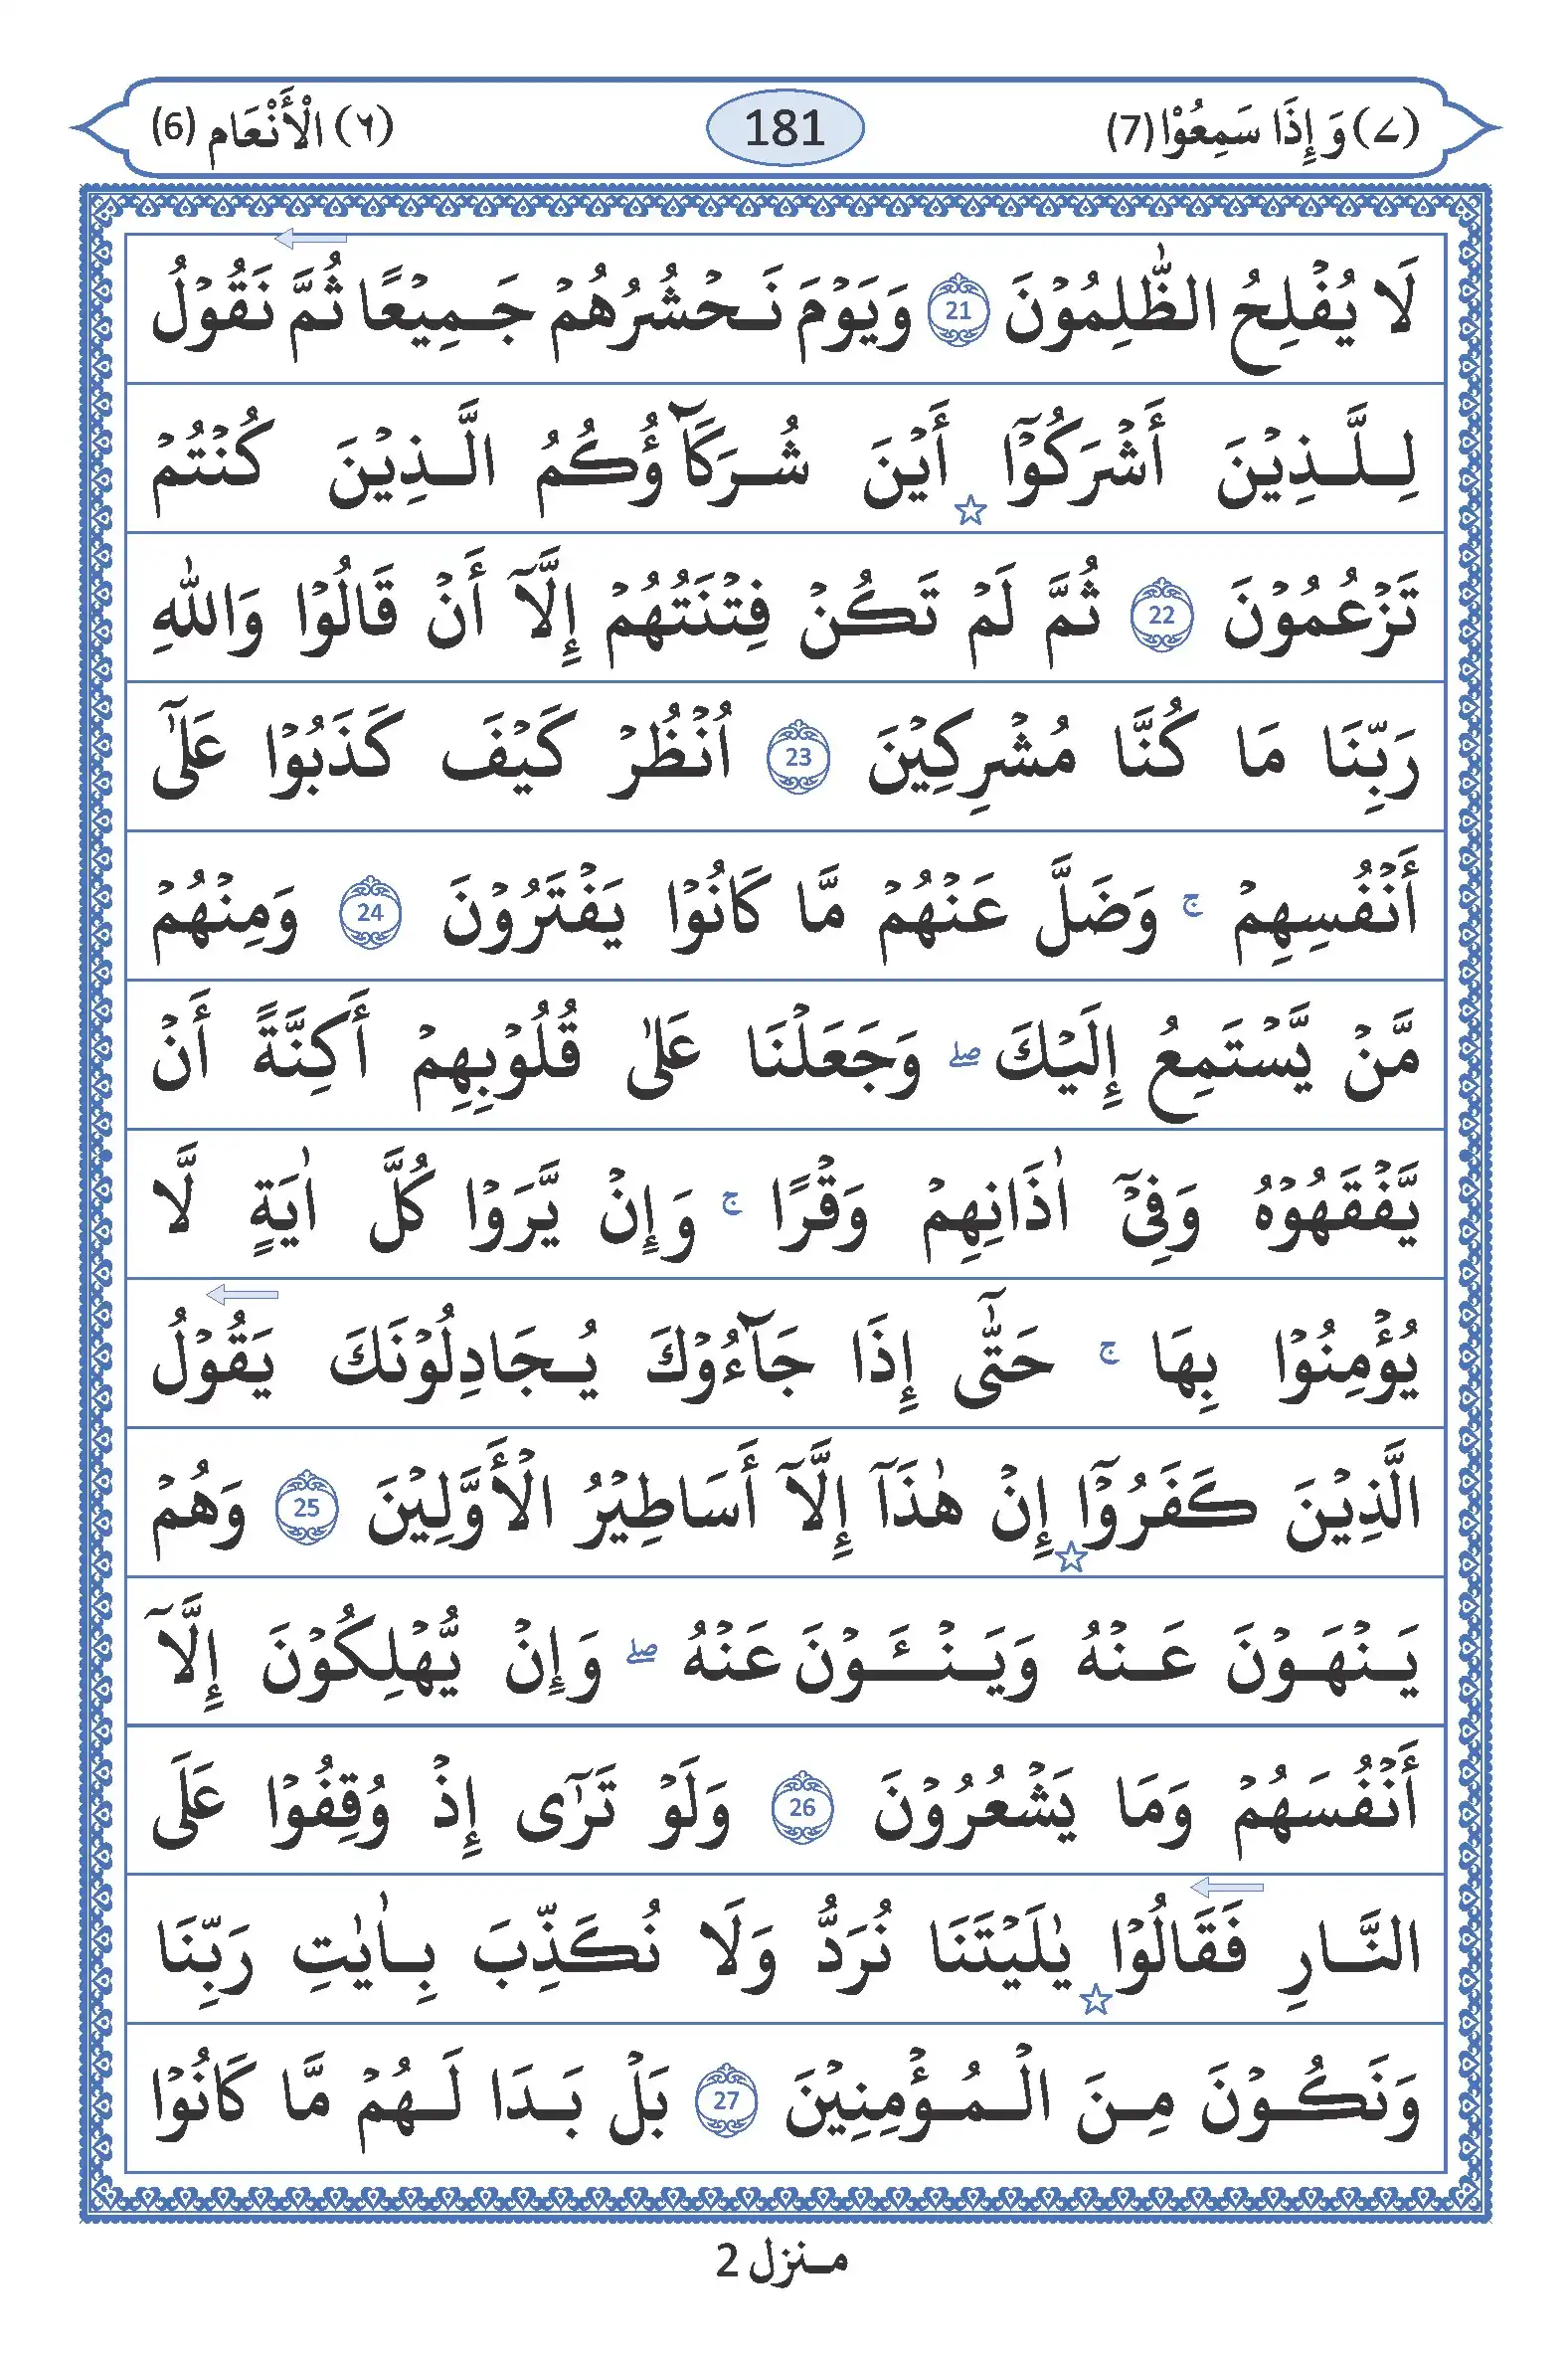 (٧) وَ إِذَا سَمِعُوْا (7) 181 (٦) الْأَنْعَام (6)
لَا يُفْلِحُ الظّٰلِمُوْنَ 21 وَيَوْمَ نَحْشُرُهُمْ جَمِيْعًا ثُمَّ نَقُوْلُ
لِلَّذِيْنَ أَشْرَكُوْٓا أَيْنَ شُرَكَآؤُكُمُ الَّذِيْنَ كُنْتُمْ
تَزْعُمُوْنَ 22 ثُمَّ لَمْ تَكُنْ فِتْنَتُهُمْ إِلَّآ أَنْ قَالُوْا وَاللّٰهِ
رَبِّنَا مَا كُنَّا مُشْرِكِيْنَ 23 اُنْظُرْ كَيْفَ كَذَبُوْا عَلٰٓى
أَنْفُسِهِمْ ج وَضَلَّ عَنْهُمْ مَّا كَانُوْا يَفْتَرُوْنَ 24 وَمِنْهُمْ
مَّنْ يَّسْتَمِعُ إِلَيْكَ صلے وَجَعَلْنَا عَلٰى قُلُوْبِهِمْ أَكِنَّةً أَنْ
يَّفْقَهُوْهُ وَفِيْٓ اٰذَانِهِمْ وَقْرًا ج وَإِنْ يَّرَوْا كُلَّ اٰيَةٍ لَّا
يُؤْمِنُوْا بِهَا ج حَتّٰٓى إِذَا جَآءُوْكَ يُجَادِلُوْنَكَ يَقُوْلُ
الَّذِيْنَ كَفَرُوْٓا إِنْ هٰذَآ إِلَّآ أَسَاطِيْرُ الْأَوَّلِيْنَ 25 وَهُمْ
يَنْهَوْنَ عَنْهُ وَيَنْـَٔوْنَ عَنْهُ صلے وَإِنْ يُّهْلِكُوْنَ إِلَّآ
أَنْفُسَهُمْ وَمَا يَشْعُرُوْنَ 26 وَلَوْ تَرٰٓى إِذْ وُقِفُوْا عَلَى
النَّارِ فَقَالُوْا يٰلَيْتَنَا نُرَدُّ وَلَا نُكَذِّبَ بِاٰيٰتِ رَبِّنَا
وَنَكُوْنَ مِنَ الْمُؤْمِنِيْنَ 27 بَلْ بَدَا لَهُمْ مَّا كَانُوْا
منزل 2